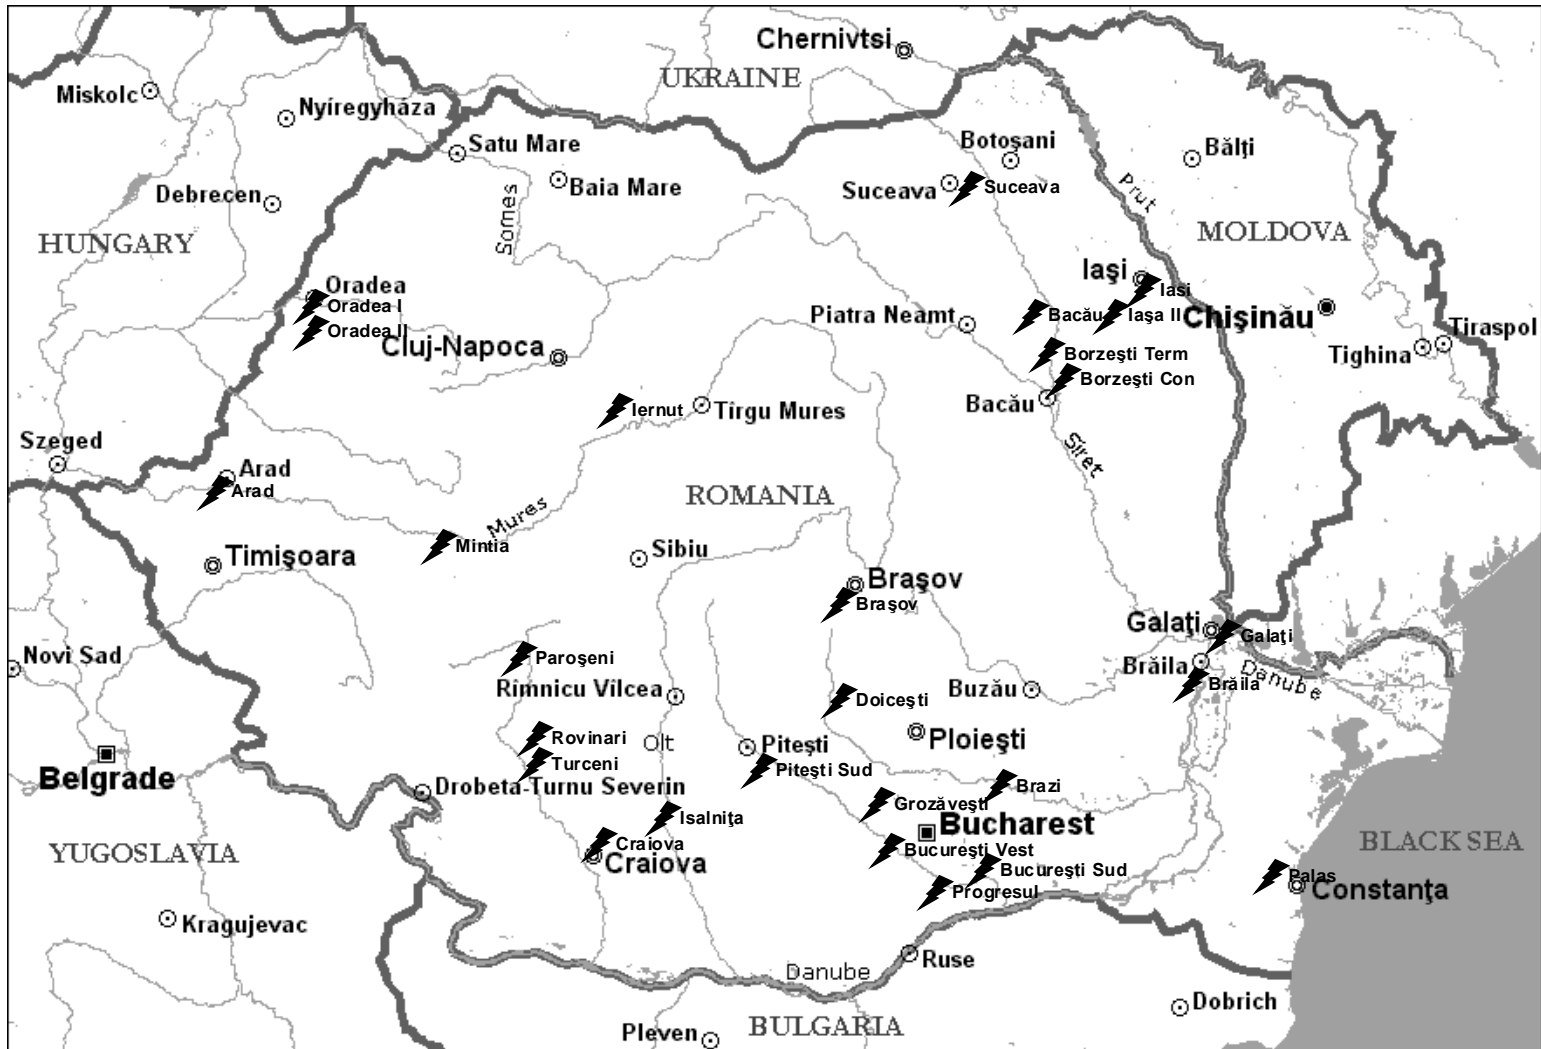 Chernivtsi
UKRAINE
Miskolc
Nyíregyháza
Satu Mare
Botoşani
Bălţi
Baia Mare
Suceava
Suceava
Debrecen
Somes
Prut
HUNGARY
MOLDOVA
Iaşi
Iasi
Oradea
Oradea I
Oradea II
Piatra Neamt
Bacău
Iaşa II
Chişinău
Tiraspol
Tighina
Cluj-Napoca
Borzeşti Term
Borzeşti Con
Iernut
Tîrgu Mures
Bacău
Szeged
Arad
Arad
Siret
ROMANIA
Mures
Mintia
Sibiu
Timişoara
Braşov
Braşov
Galaţi
Galaţi
Novi Sad
Paroşeni
Brăila
Brăila
Danube
Rimnicu Vîlcea
Doiceşti
Buzău
Rovinari
Olt
Piteşti
Ploieşti
Turceni
Piteşti Sud
Belgrade
Drobeta-Turnu Severin
Brazi
Grozăveşti
Isalniţa
Bucharest
Craiova
Craiova
Bucureşti Vest
BLACK SEA
YUGOSLAVIA
Bucureşti Sud
Progresul
Palas
Constanţa
Kragujevac
Ruse
Danube
Dobrich
Pleven
BULGARIA